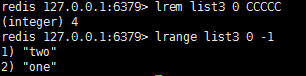 redis 127.0.0.1:6379> lrem list3 0 CCCCC
(integer) 4
redis 127.0.0.1:6379> lrange list3 0 -1
1) "two"
2) "one"